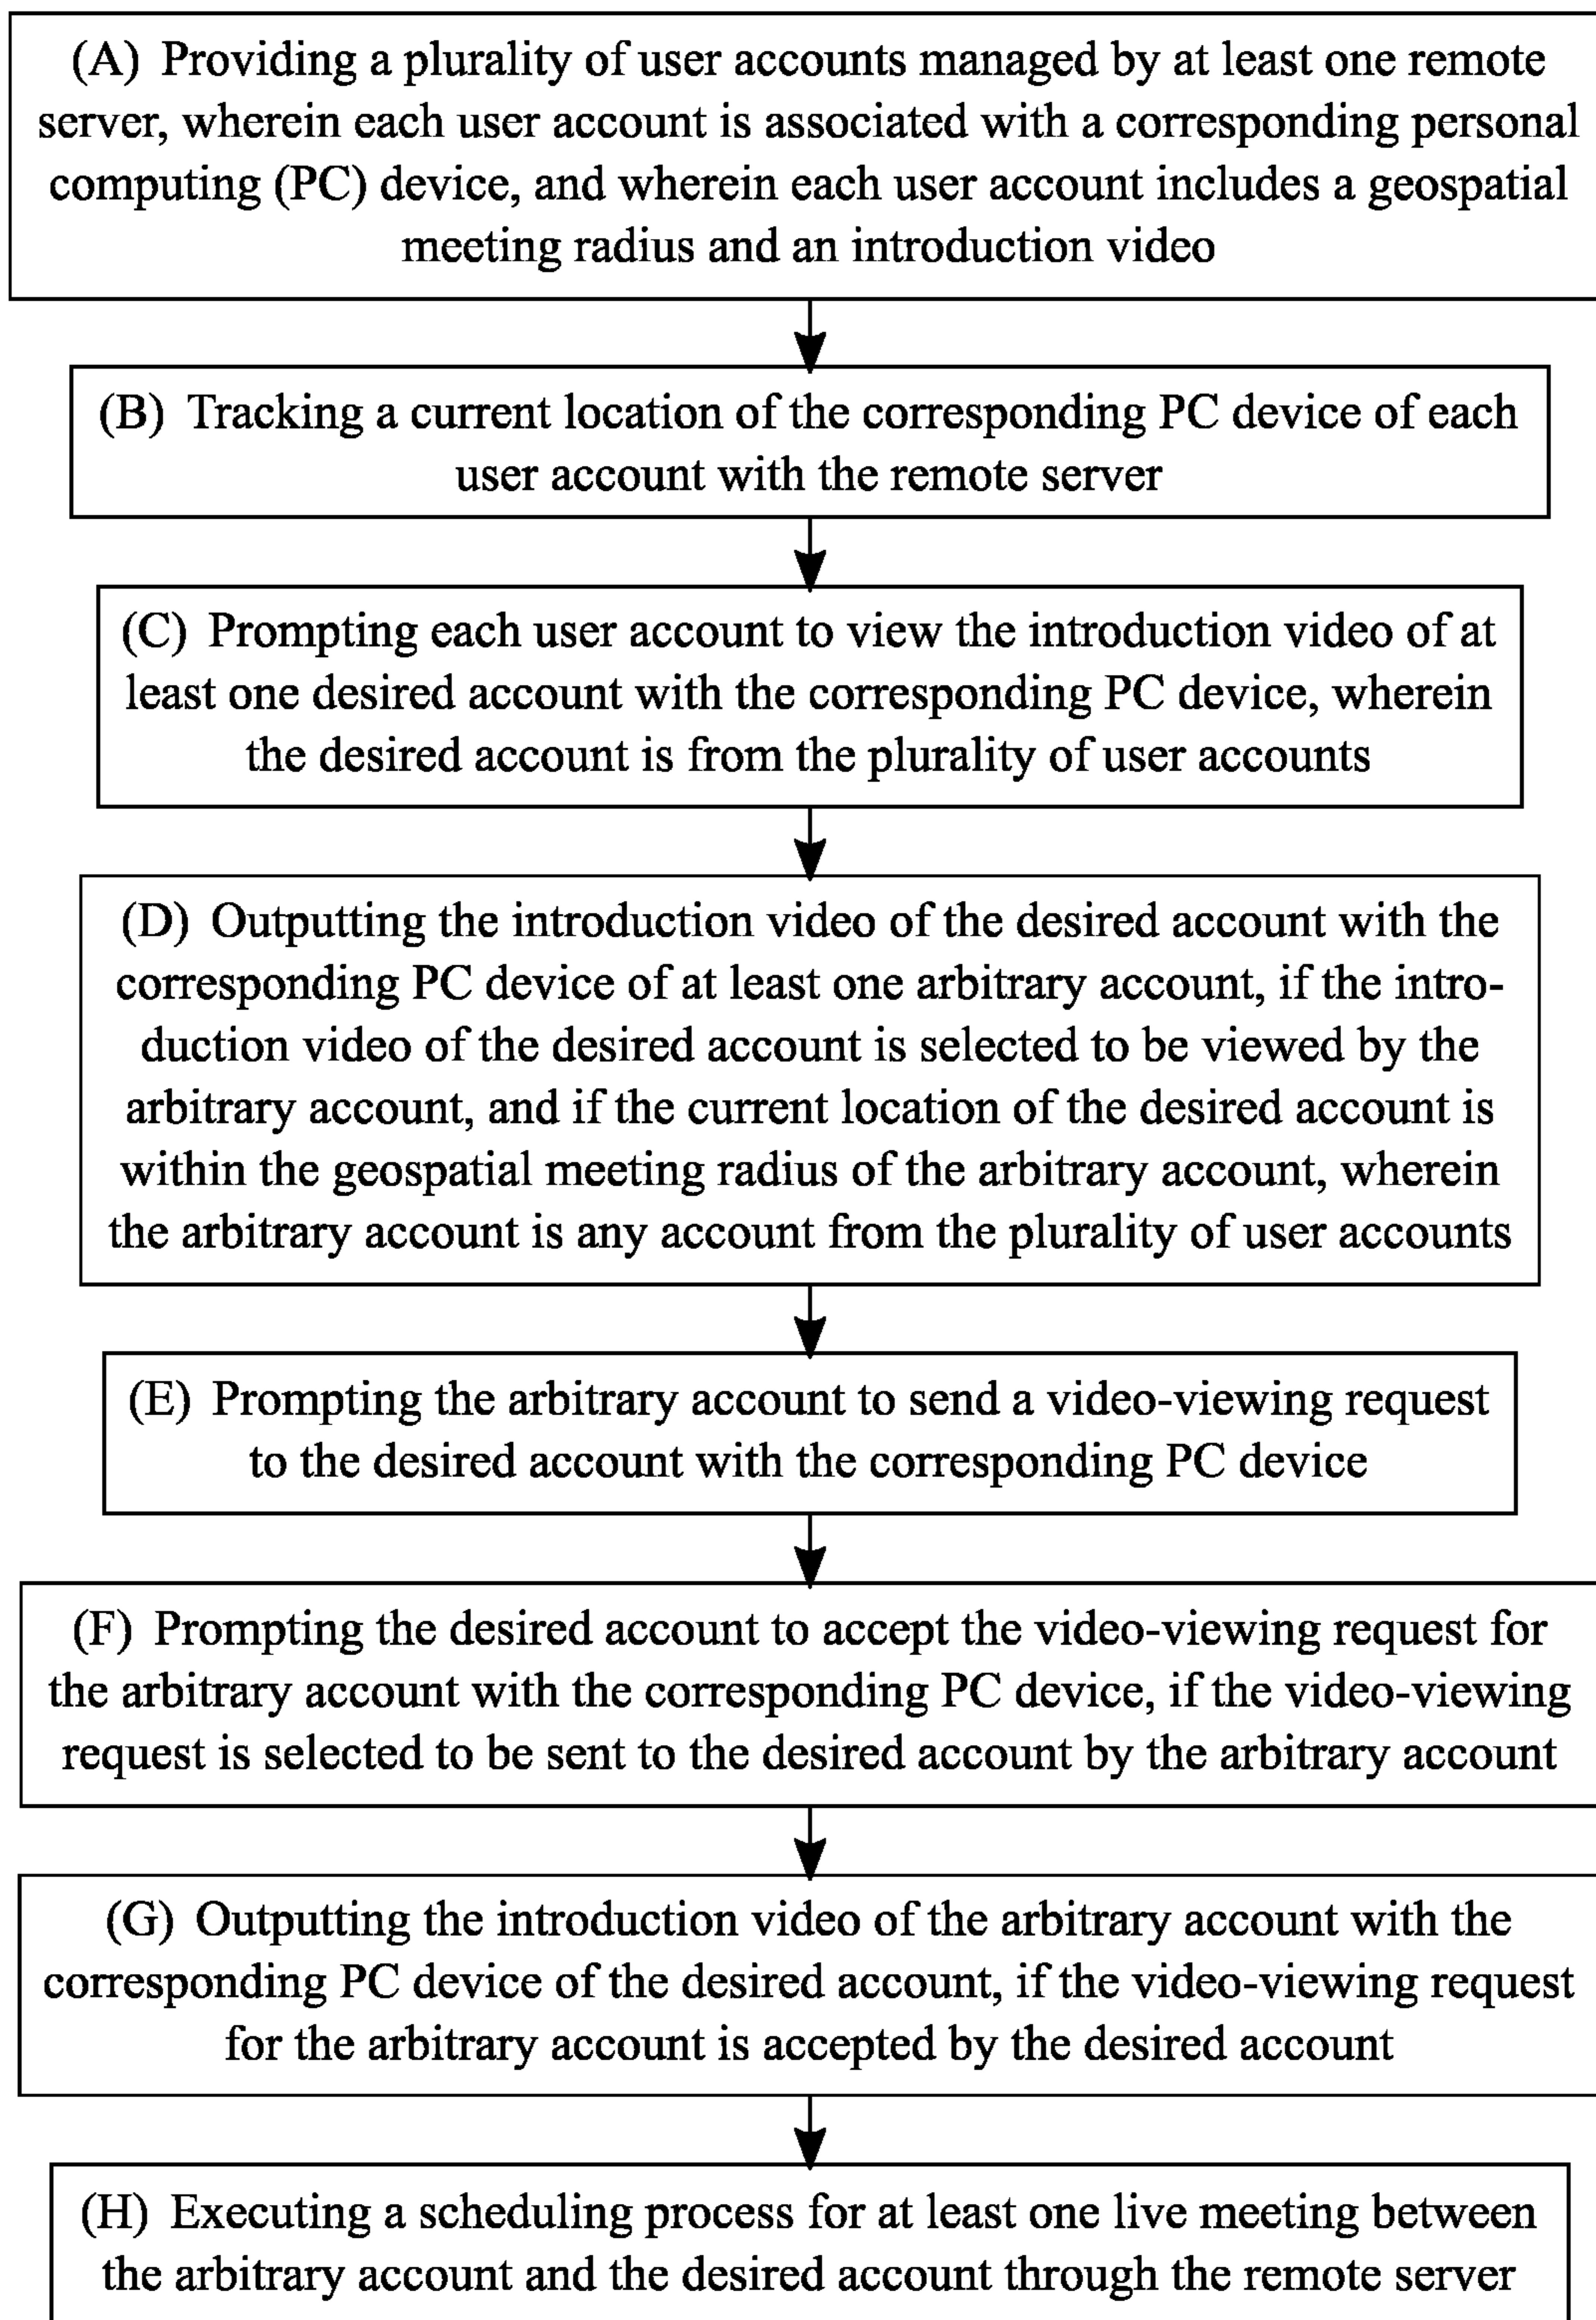 (A) Providing a plurality of user accounts managed by at least one remote
server, wherein each user account is associated with a corresponding personal
computing (PC) device, and wherein each user account includes a geospatial
meeting radius and an introduction video
(B) Tracking a current location of the corresponding PC device of each
user account with the remote server
(C) Prompting each user account to view the introduction video of at
least one desired account with the corresponding PC device, wherein
the desired account is from the plurality of user accounts
(D) Outputting the introduction video of the desired account with the
corresponding PC device of at least one arbitrary account, if the intro-
duction video of the desired account is selected to be viewed by the
arbitrary account, and if the current location of the desired account is
within the geospatial meeting radius of the arbitrary account, wherein
the arbitrary account is any account from the plurality of user accounts
(E) Prompting the arbitrary account to send a video-viewing request
to the desired account with the corresponding PC device
(F) Prompting the desired account to accept the video-viewing request for
the arbitrary account with the corresponding PC device, if the video-viewing
request is selected to be sent to the desired account by the arbitrary account
(G) Outputting the introduction video of the arbitrary account with the
corresponding PC device of the desired account, if the video-viewing request
for the arbitrary account is accepted by the desired account
(H) Executing a scheduling process for at least one live meeting between
the arbitrary account and the desired account through the remote server